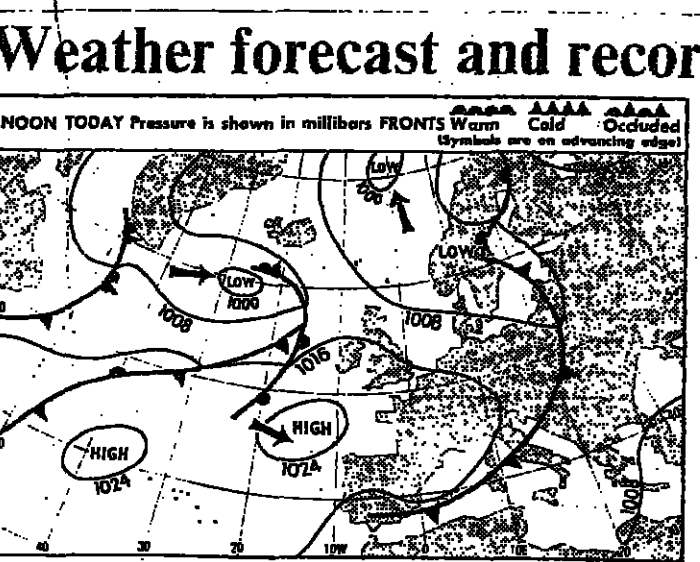 Weather forecast and recor
NOON TODAY Pressure is shown in millibars FRONTS Warm Cold Occluded
(Symbols are on advancing edge)
LOW
LOW
LOW
1000
1008
1008
1016
HIGH
1024
HIGH
1024
1008
40
30
20
10W
0
10E
20